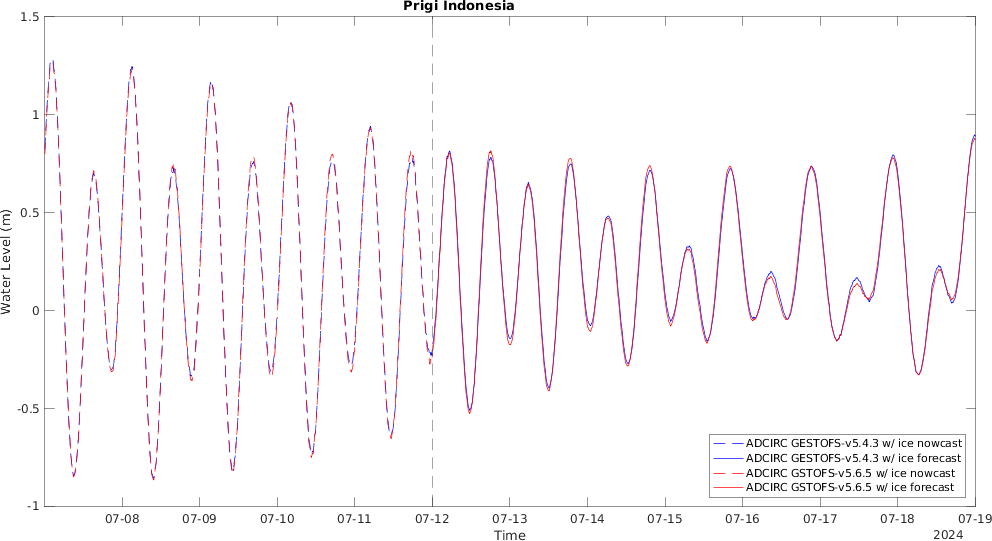 Prigi Indonesia
1.5
1
0.5
0
-0.5
-1
Water Level (m)
07-08 07-09 07-10 07-11 07-12 07-13 07-14 07-15 07-16 07-17 07-18 07-19
Time
2024
ADCIRC GESTOFS-v5.4.3 w/ ice nowcast
ADCIRC GESTOFS-v5.4.3 w/ ice forecast
ADCIRC GSTOFS-v5.6.5 w/ ice nowcast
ADCIRC GSTOFS-v5.6.5 w/ ice forecast